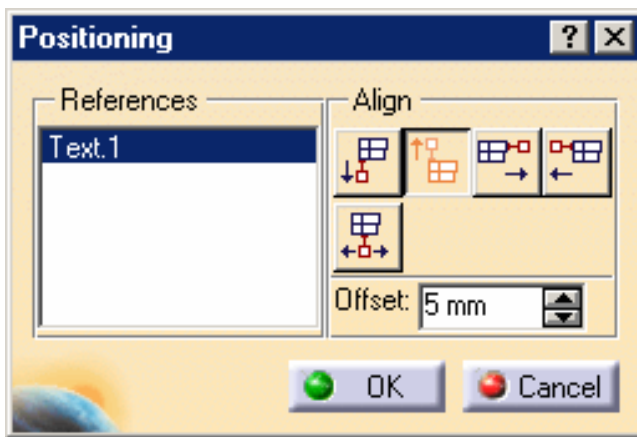 Positioning
References
Align
Text.1
Offset: 5 mm
OK Cancel